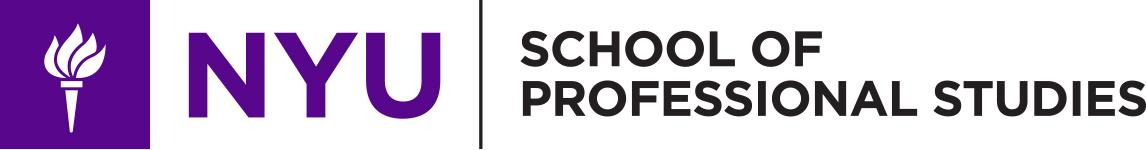 NYU
SCHOOL OF
PROFESSIONAL STUDIES